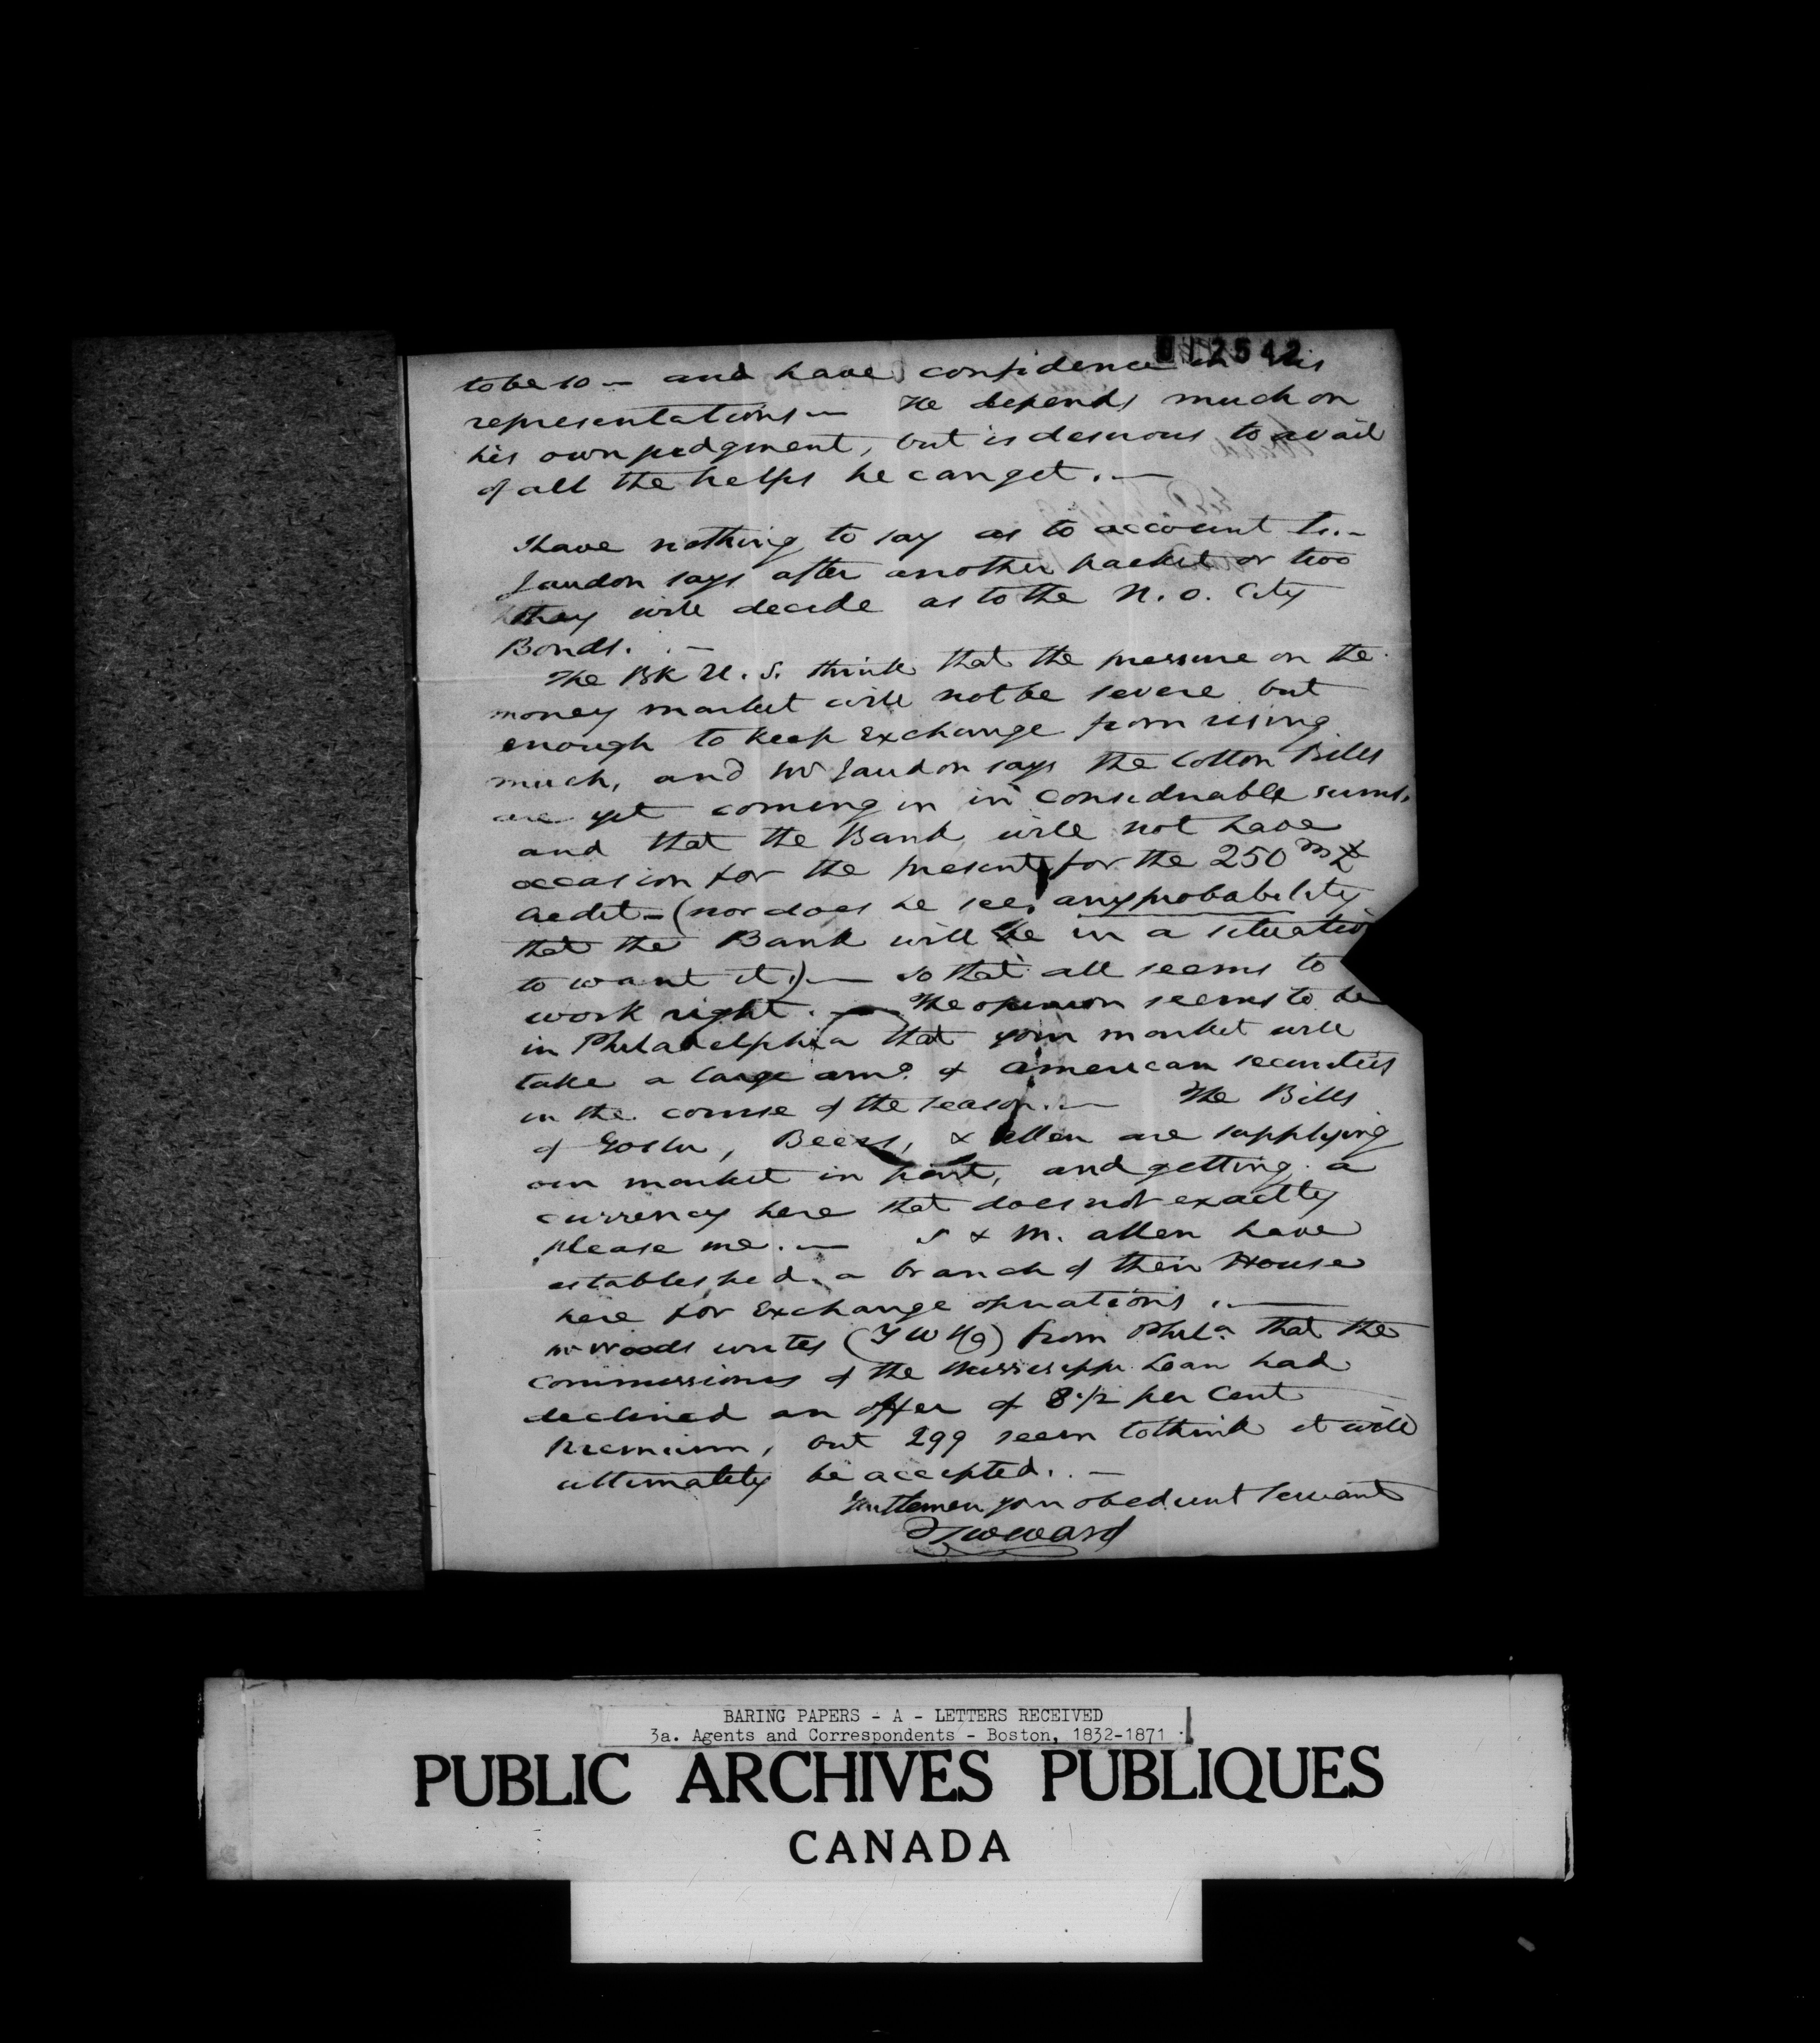 012542
to be so — and have confidence in his
representations — He depends much on
his own judgment, but is desirous to avail
of all the helps he can get. —
I have nothing to say as to account &c. —
Jaudon says after another packet or two
they will decide as to the N. O. City
Bonds. —
The BK U. S. think that the pressure on the
money market will not be severe but
enough to keep Exchange from rising
much, and Mr Jaudon says the Cotton Bills
are yet coming in in considerable sums,
and that the Bank will not have
occasion for the present for the 250 m £
Credit — (nor does he see any probability
that the Bank will be in a situation
to want it.) — so that all seems to
work right. — The opinion seems to be
in Philadelphia that your market will
take a large amo. of American securities
in the course of the season. — The Bills
of Beers, & Allen are supplying
our market in part, and getting a
currency here that does not exactly
please me. — S & M. Allen have
established a branch of their House
here for Exchange operations. —
Mr Woods writes from Phila that the
commissioners of the Mississippi Loan had
declined an offer of 8 1/2 per Cent
Premium, but 299 seem to think it will
ultimately be accepted. —
Gentlemen your obedient servant
T W Ward
BARING PAPERS - A - LETTERS RECEIVED
3a. Agents and Correspondents - Boston, 1832-1871
PUBLIC ARCHIVES PUBLIQUES
CANADA